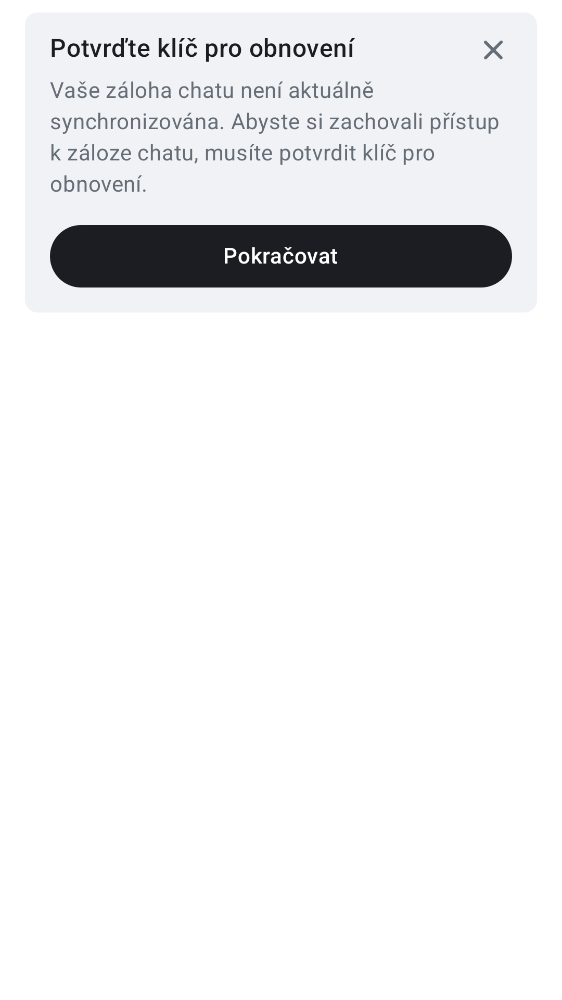 Potvrďte klíč pro obnovení
Vaše záloha chatu není aktuálně
synchronizována. Abyste si zachovali přístup
k záloze chatu, musíte potvrdit klíč pro
obnovení.
Pokračovat